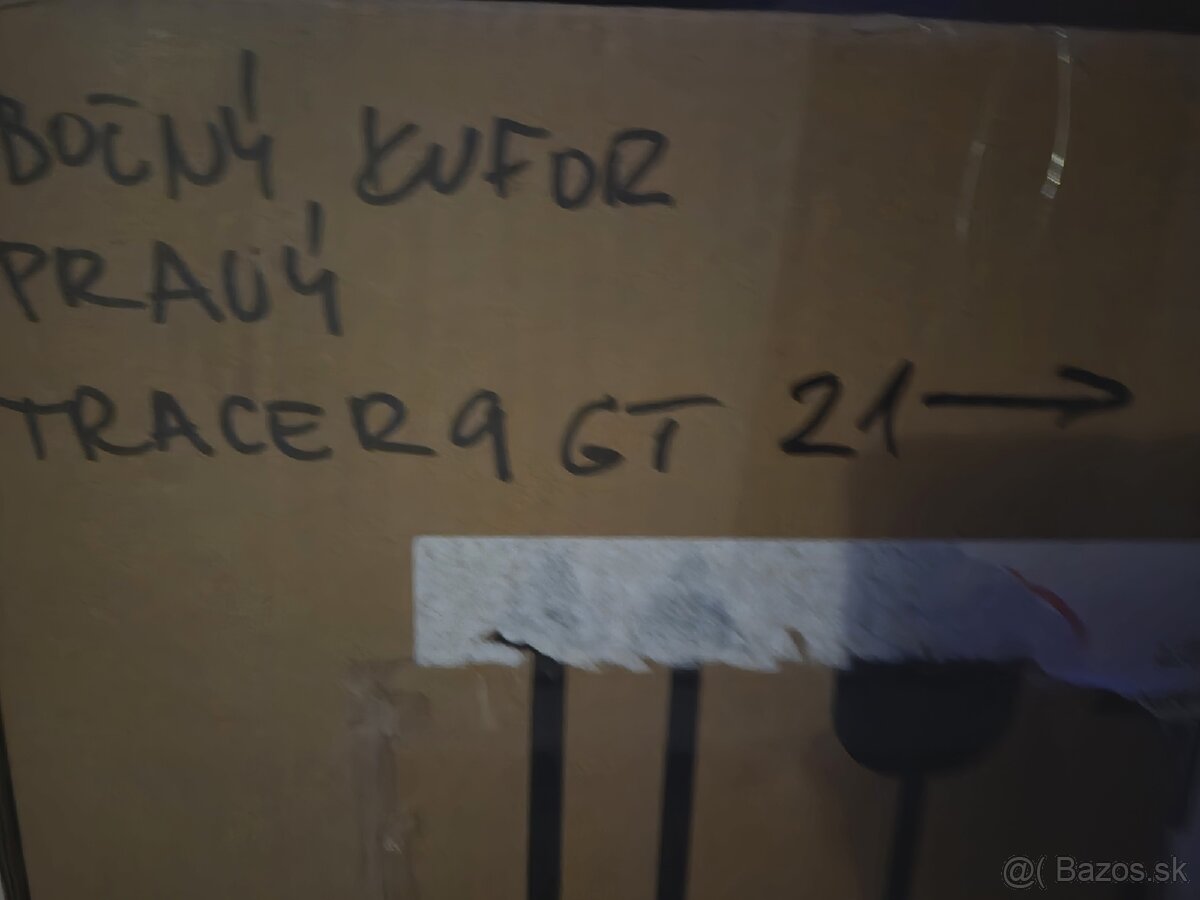 BOČNÝ KUFOR
PRAVÝ
TRACER 9 GT 21→
@( Bazos.sk